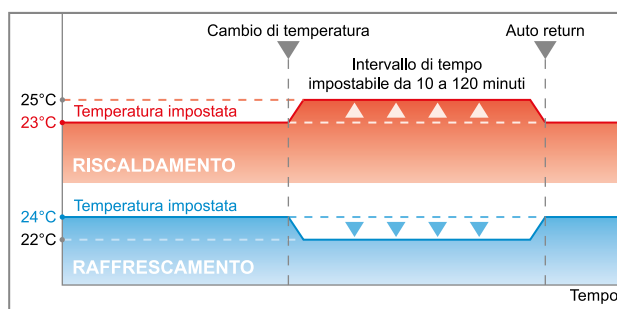 Cambio di temperatura
Auto return
Intervallo di tempo
impostabile da 10 a 120 minuti
25°C
Temperatura impostata
23°C
RISCALDAMENTO
Temperatura impostata
24°C
22°C
RAFFRESCAMENTO
Tempo